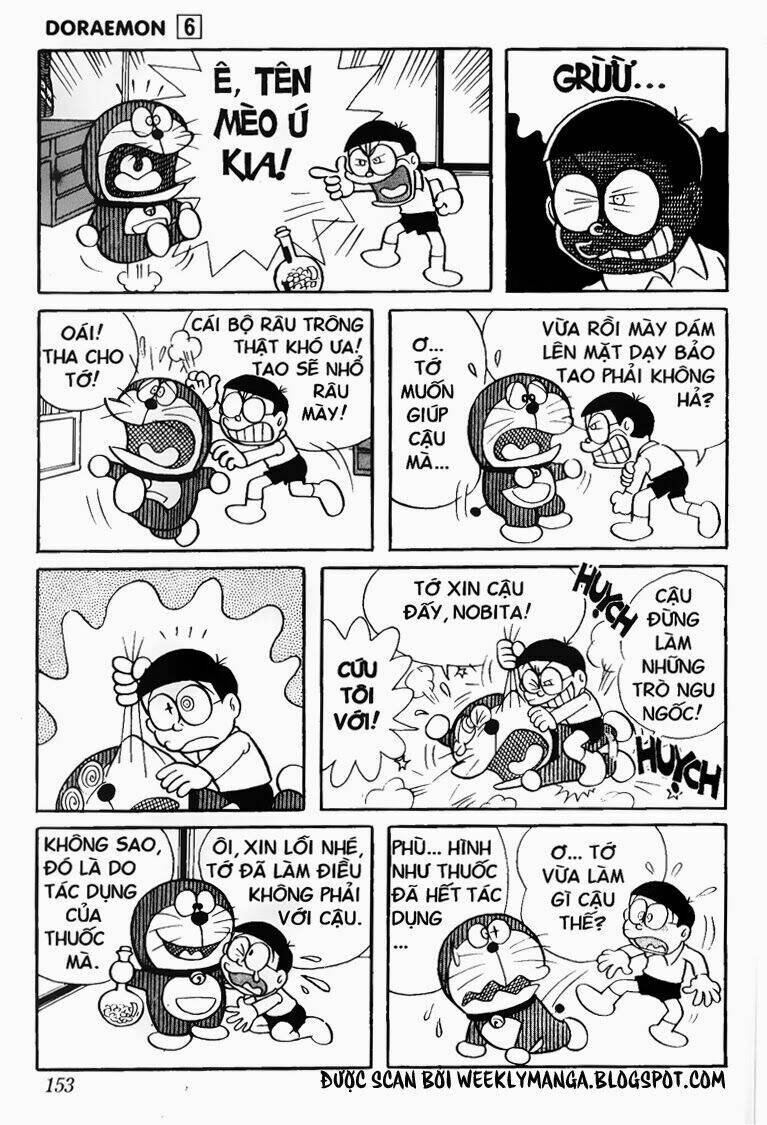 DORAEMON 6
GRỪỪ...
Ê, TÊN
MÈO Ú
KIA!
VỪA RỒI MÀY DÁM
LÊN MẶT DẠY BẢO
TAO PHẢI KHÔNG
HẢ?
Ơ...
TỚ
MUỐN
GIÚP
CẬU
MÀ...
CÁI BỘ RÂU TRÔNG
THẬT KHÓ ƯA!
TAO SẼ NHỔ
RÂU
MÀY!
OÁI!
THA CHO
TỚ!
CẬU
ĐỪNG
LÀM
NHỮNG
TRÒ NGU
NGỐC!
HUỴCH
HUỴCH
TỚ XIN CẬU
ĐẤY, NOBITA!
CỨU
TÔI
VỚI!
Ơ... TỚ
VỪA LÀM
GÌ CẬU
THẾ?
PHÙ... HÌNH
NHƯ THUỐC
ĐÃ HẾT TÁC
DỤNG
...
ÔI, XIN LỖI NHÉ,
TỚ ĐÃ LÀM ĐIỀU
KHÔNG PHẢI
VỚI CẬU.
KHÔNG SAO,
ĐÓ LÀ DO
TÁC DỤNG
CỦA
THUỐC
MÀ.
153
ĐƯỢC SCAN BỞI WEEKLYMANGA.BLOGSPOT.COM